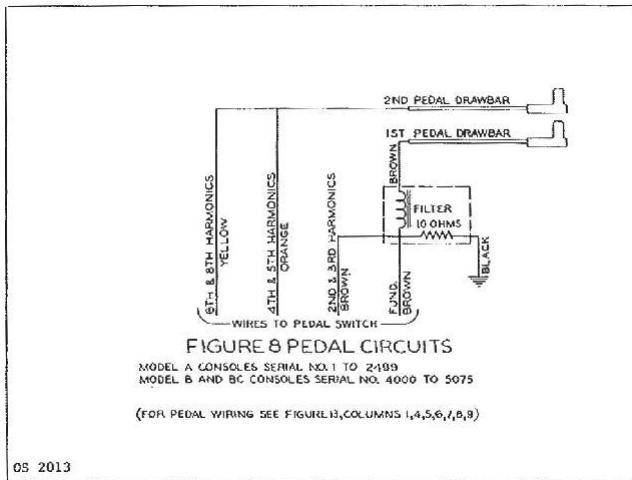 2ND PEDAL DRAWBAR
1ST PEDAL DRAWBAR
BROWN
FILTER
10 OHMS
BLACK
6TH & 8TH HARMONICS
YELLOW
4TH & 5TH HARMONICS
ORANGE
2ND & 3RD HARMONICS
BROWN
FUND.
BROWN
WIRES TO PEDAL SWITCH
FIGURE 8 PEDAL CIRCUITS
MODEL A CONSOLES SERIAL NO. 1 TO 2499
MODEL B AND BC CONSOLES SERIAL NO. 4000 TO 5075
(FOR PEDAL WIRING SEE FIGURE 13, COLUMNS 1,4,5,6,7,8,9)
OS 2013